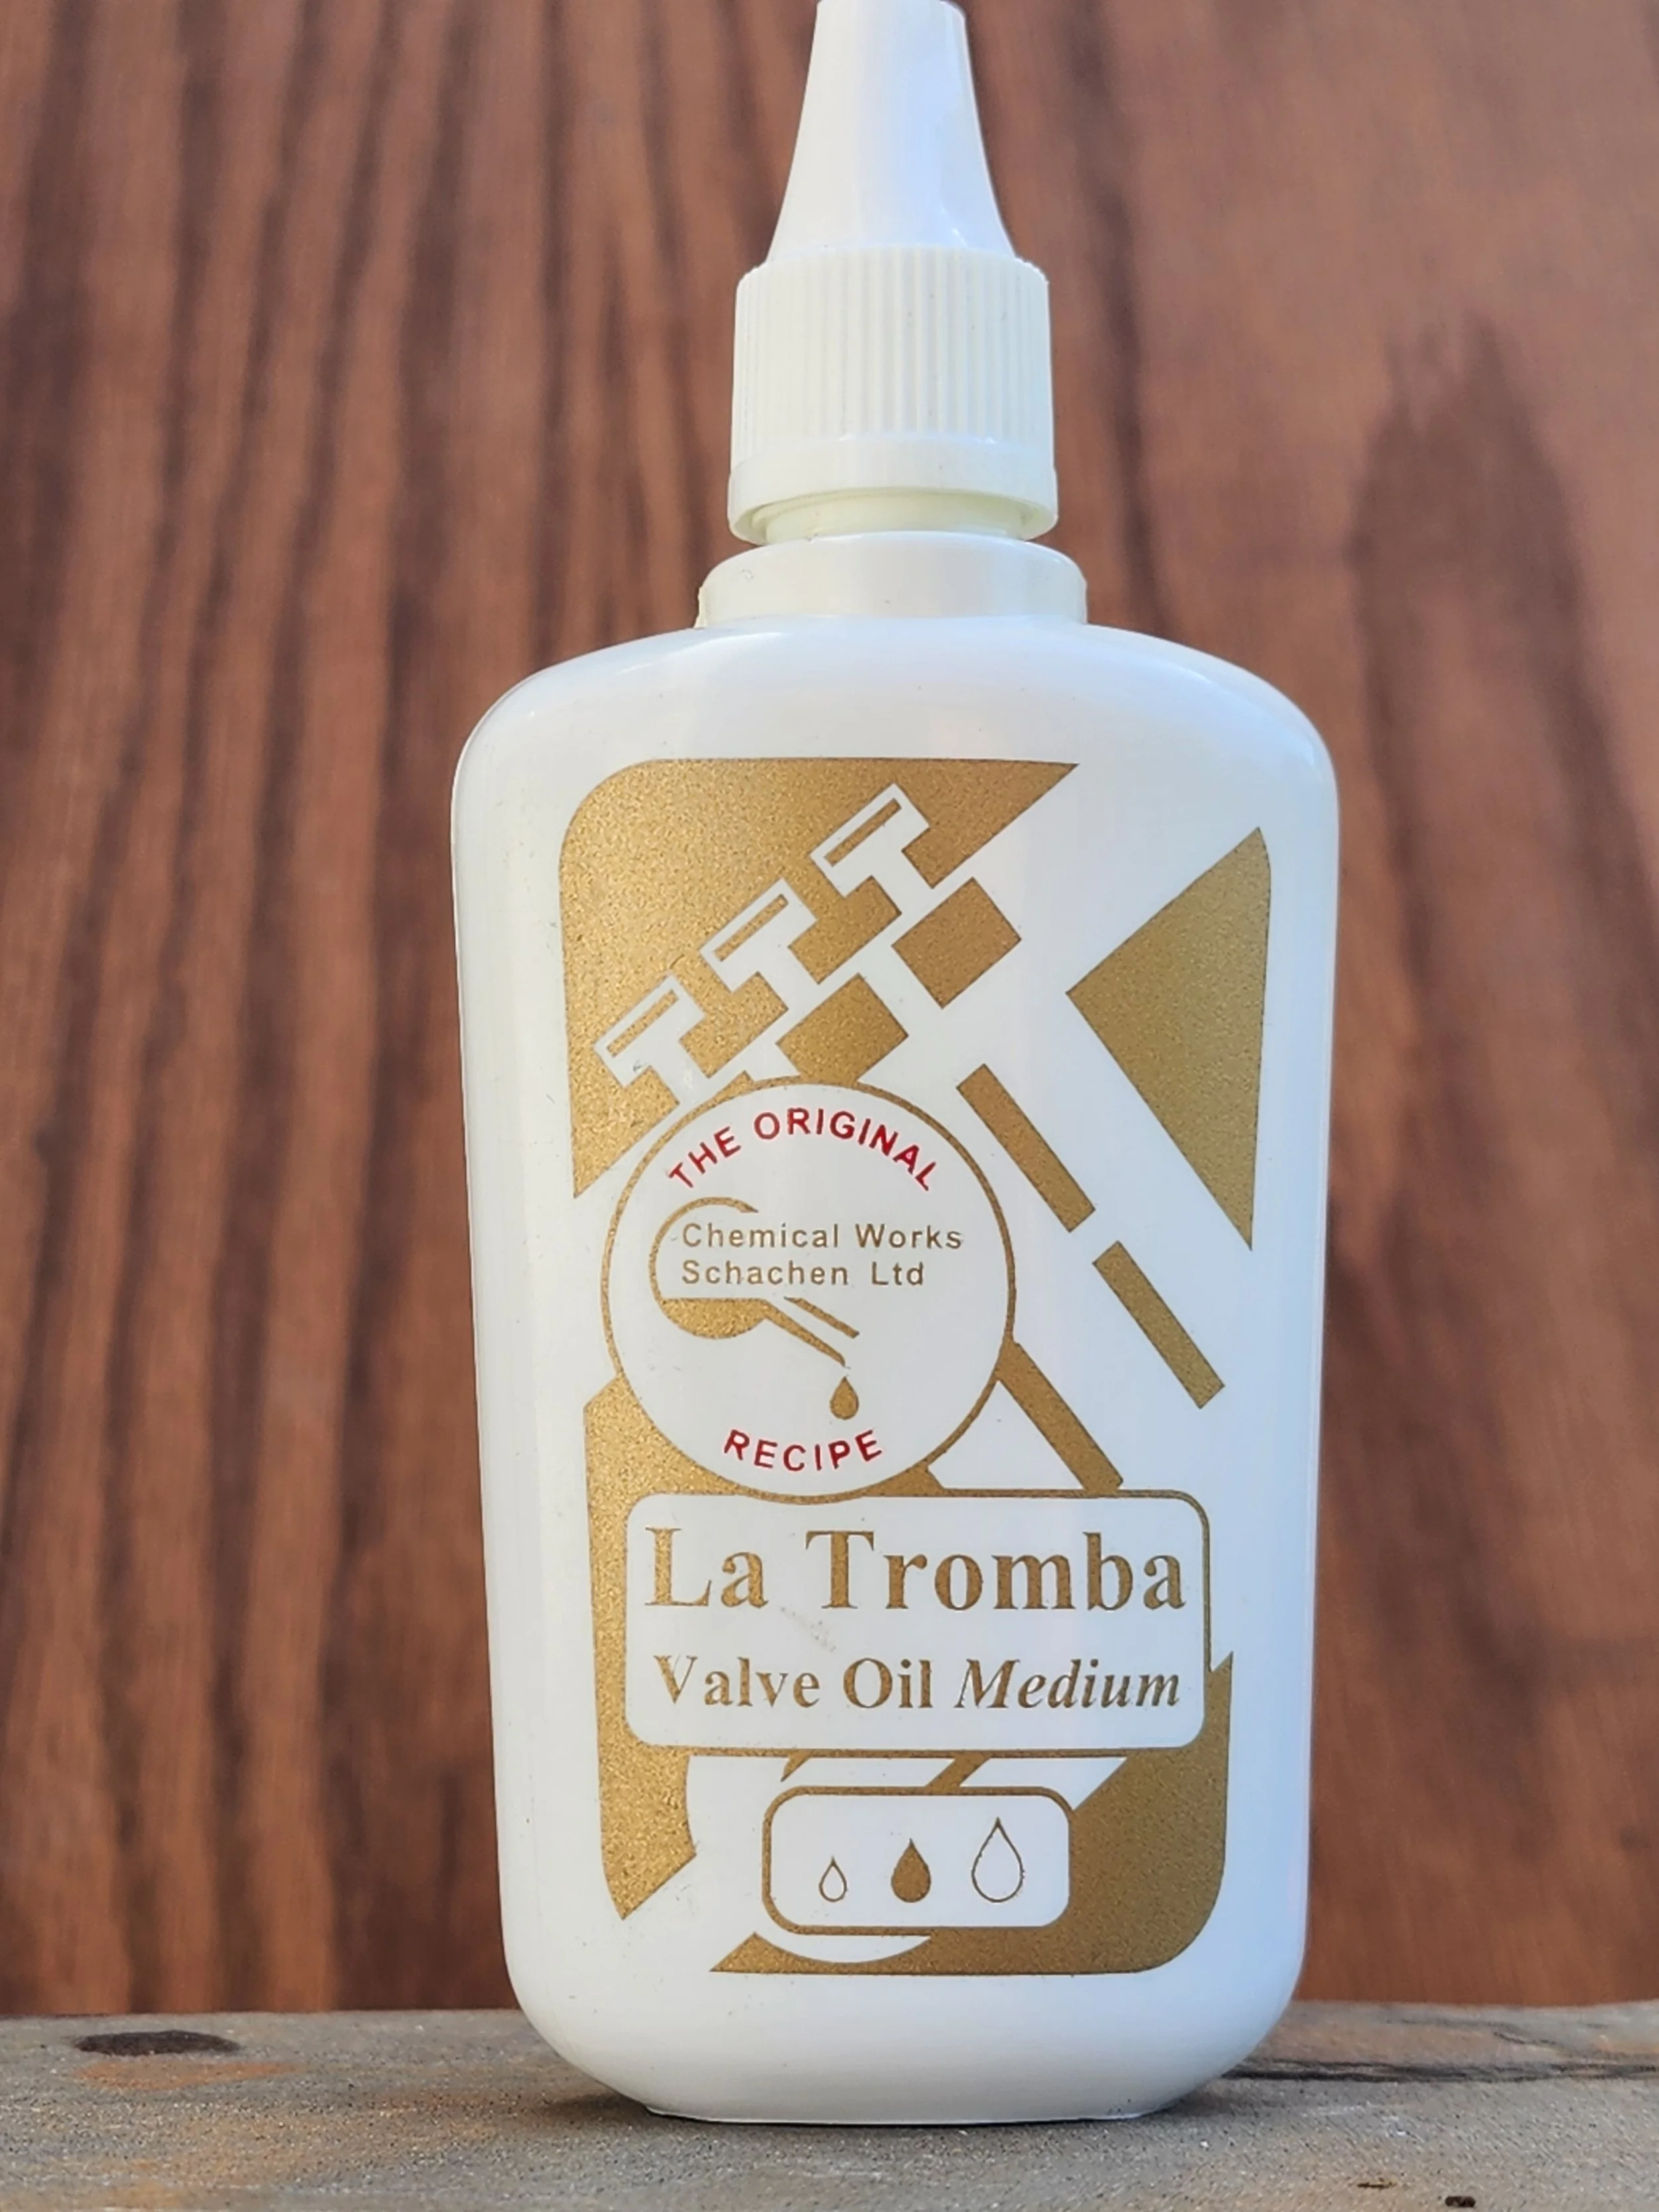 THE ORIGINAL
Chemical Works
Schachen Ltd
RECIPE
La Tromba
Valve Oil Medium